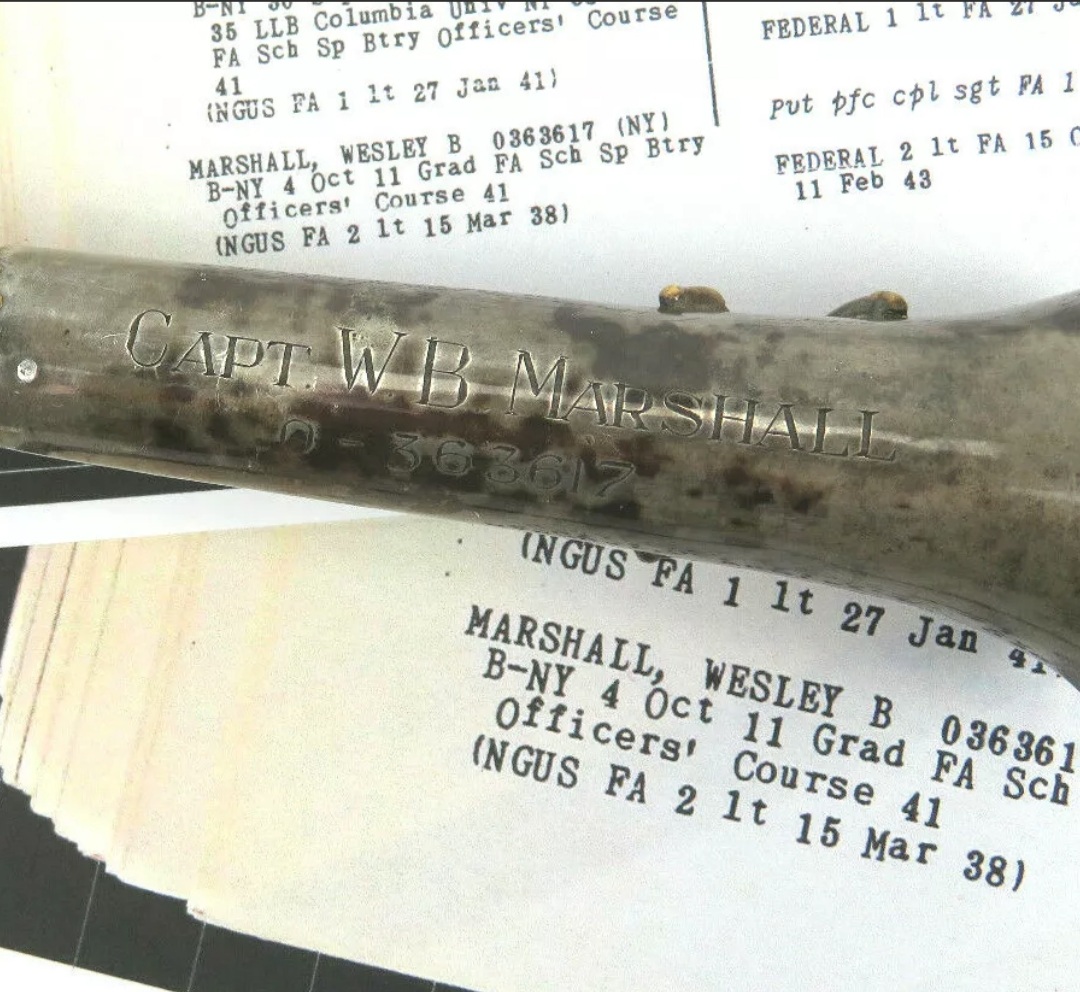 35 LLB Columbia Univ NY
FA Sch Sp Btry Officers' Course
41
(NGUS FA 1 lt 27 Jan 41)
MARSHALL, WESLEY B 0363617 (NY)
B-NY 4 Oct 11 Grad FA Sch Sp Btry
Officers' Course 41
(NGUS FA 2 lt 15 Mar 38)
FEDERAL 1 lt FA 27
Pvt pfc cpl sgt FA 1
FEDERAL 2 lt FA 15
11 Feb 43
CAPT. W. B. MARSHALL
O-363617
(NGUS FA 1 lt 27 Jan 41
MARSHALL, WESLEY B 036361
B-NY 4 Oct 11 Grad FA Sch
Officers' Course 41
(NGUS FA 2 lt 15 Mar 38)